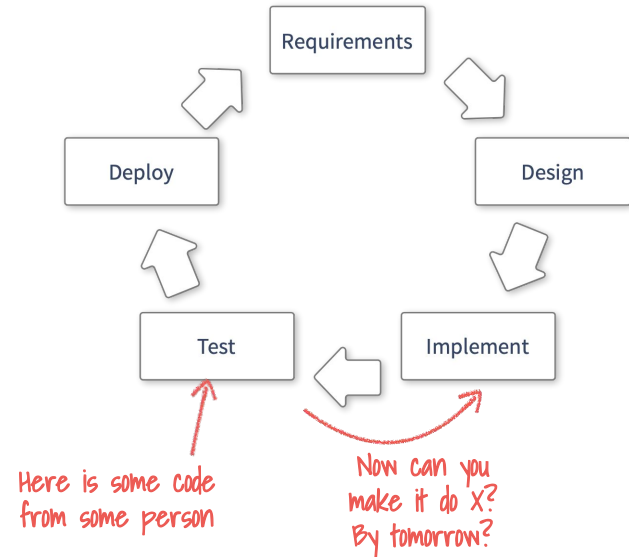 Requirements
Deploy
Design
Test
Implement
Here is some code
from some person
Now can you
make it do X?
By tomorrow?